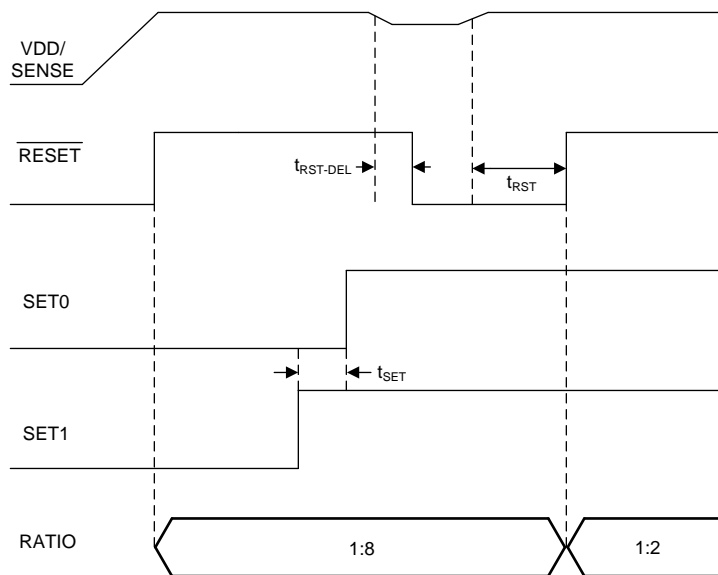 VDD/
SENSE
RESET
tRST-DEL
tRST
SET0
tSET
SET1
RATIO
1:8
1:2